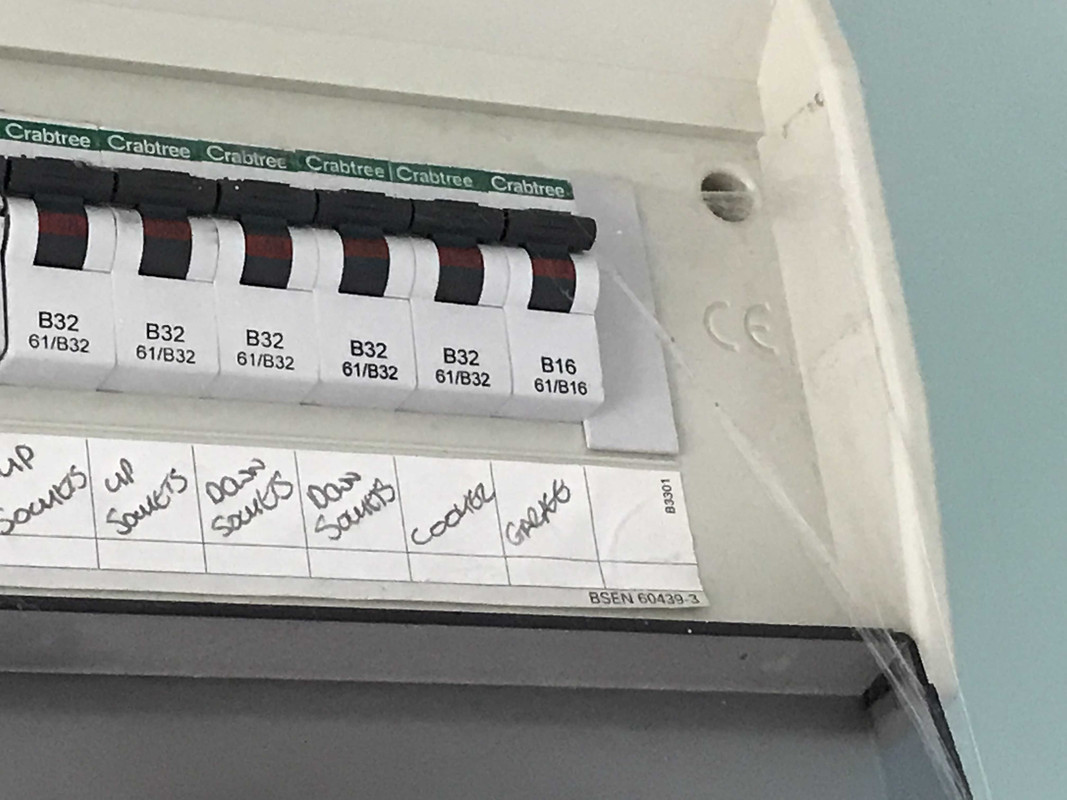 Crabtree Crabtree Crabtree Crabtree Crabtree Crabtree
B32
61/B32
B32
61/B32
B32
61/B32
B32
61/B32
B32
61/B32
B16
61/B16
CE
UP
SOCKETS
UP
SOCKETS
DOWN
SOCKETS
DOWN
SOCKETS
COOKER
GARAGE
B3301
BSEN 60439-3